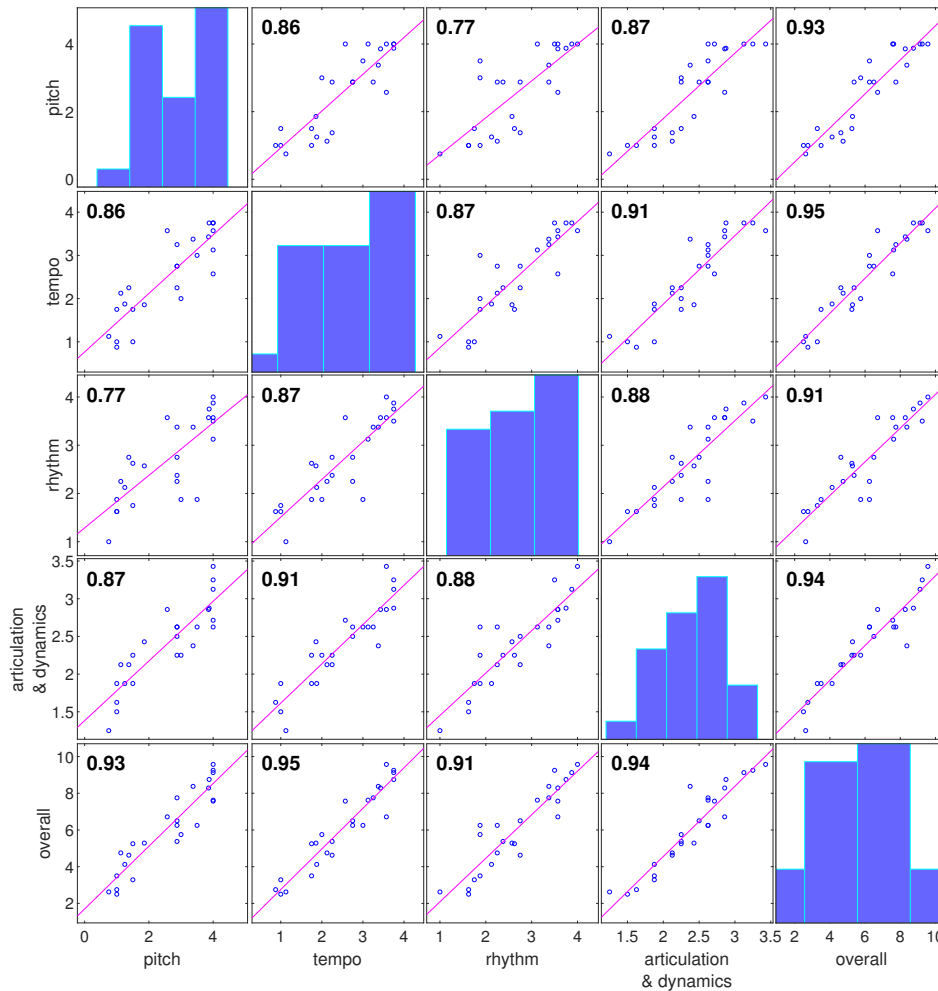 0.86 0.77 0.87 0.93
4
2
0
pitch
0.86 0.87 0.91 0.95
4
3
2
1
tempo
0.77 0.87 0.88 0.91
4
3
2
1
rhythm
0.87 0.91 0.88 0.94
3.5
3
2.5
2
1.5
articulation
& dynamics
0.93 0.95 0.91 0.94
10
8
6
4
2
overall
0 2 4 1 2 3 4 1 2 3 4 1.5 2 2.5 3 3.5 2 4 6 8 10
pitch tempo rhythm articulation overall
& dynamics